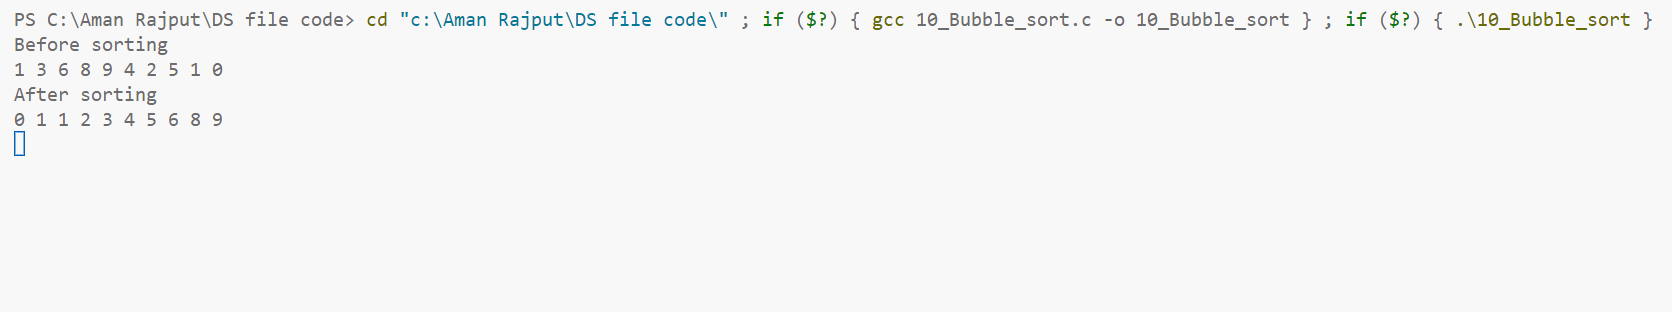 PS C:\Aman Rajput\DS file code> cd "c:\Aman Rajput\DS file code\" ; if ($?) { gcc 10_Bubble_sort.c -o 10_Bubble_sort } ; if ($?) { .\10_Bubble_sort }
Before sorting
1 3 6 8 9 4 2 5 1 0
After sorting
0 1 1 2 3 4 5 6 8 9